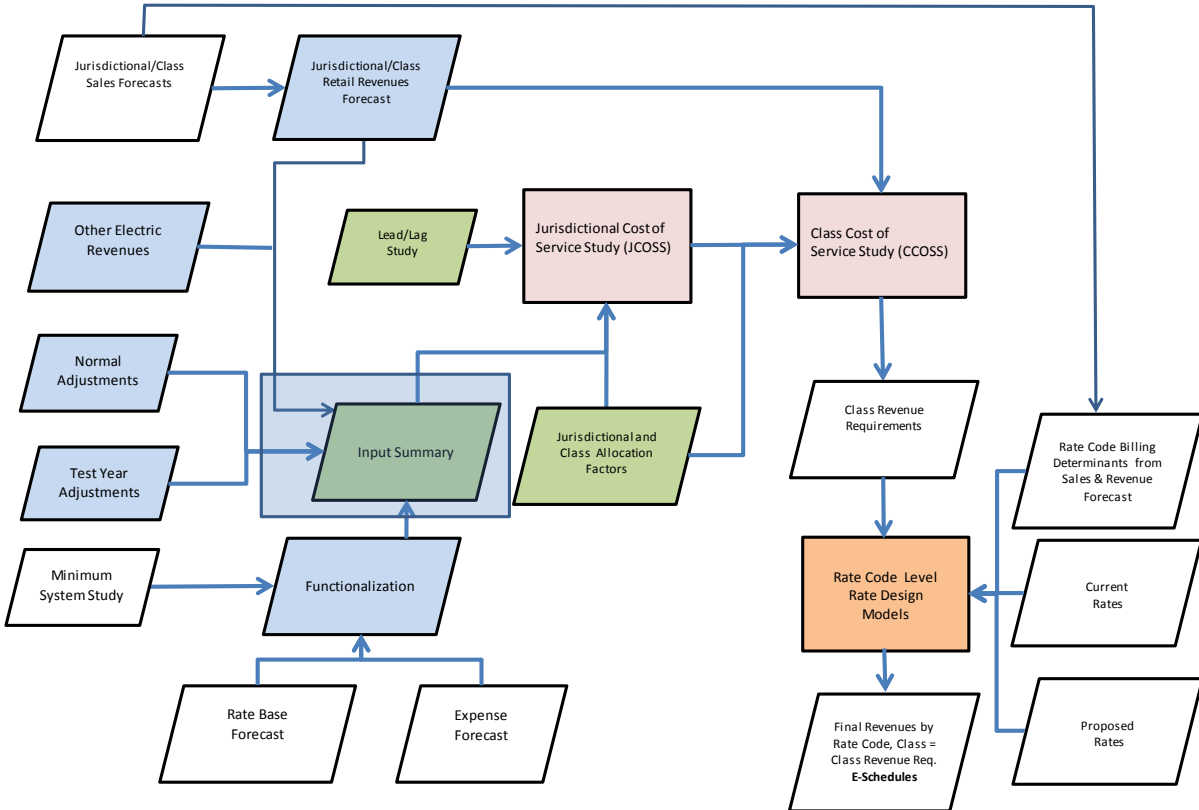 Jurisdictional/Class
Sales Forecasts
Jurisdictional/Class
Retail Revenues
Forecast
Other Electric
Revenues
Lead/Lag
Study
Jurisdictional Cost of
Service Study (JCOSS)
Class Cost of
Service Study (CCOSS)
Normal
Adjustments
Test Year
Adjustments
Input Summary
Jurisdictional and
Class Allocation
Factors
Class Revenue
Requirements
Rate Code Billing
Determinants from
Sales & Revenue
Forecast
Minimum
System Study
Functionalization
Rate Code Level
Rate Design
Models
Current
Rates
Rate Base
Forecast
Expense
Forecast
Final Revenues by
Rate Code, Class =
Class Revenue Req.
E-Schedules
Proposed
Rates